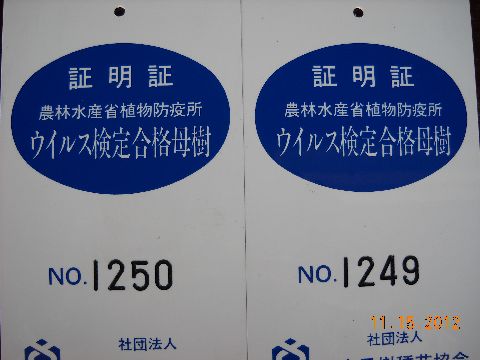 証明証
農林水産省植物防疫所
ウイルス検定合格母樹
NO.1250
社団法人
証明証
農林水産省植物防疫所
ウイルス検定合格母樹
NO.1249
社団法人
11.15.2012